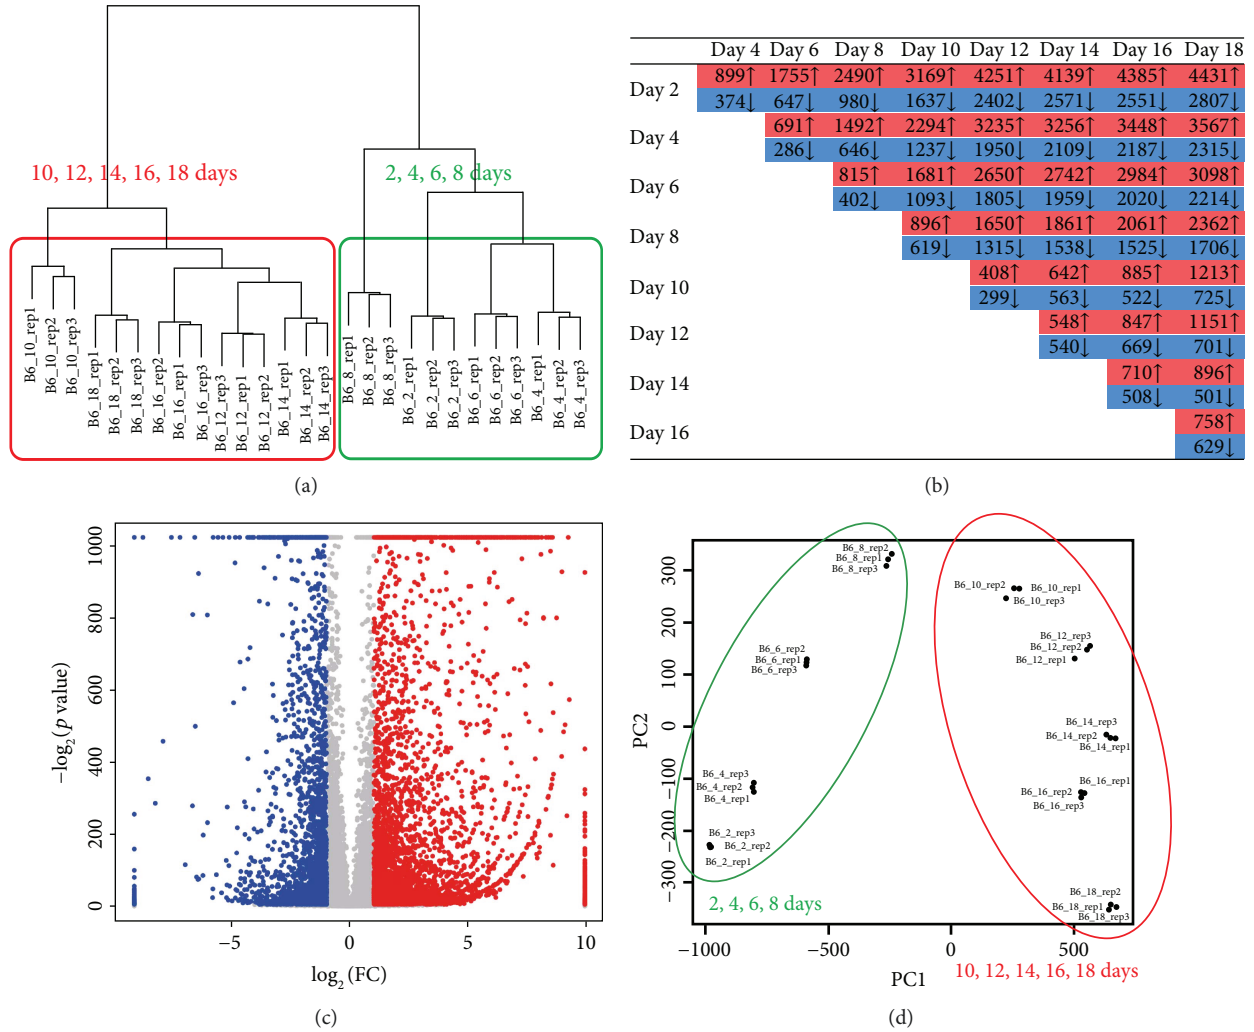 10, 12, 14, 16, 18 days
2, 4, 6, 8 days
B6_10_rep1
B6_10_rep2
B6_10_rep3
B6_18_rep1
B6_18_rep2
B6_18_rep3
B6_16_rep2
B6_16_rep1
B6_16_rep3
B6_12_rep3
B6_12_rep1
B6_12_rep2
B6_14_rep1
B6_14_rep2
B6_14_rep3
B6_8_rep1
B6_8_rep2
B6_8_rep3
B6_2_rep1
B6_2_rep2
B6_2_rep3
B6_6_rep1
B6_6_rep2
B6_6_rep3
B6_4_rep1
B6_4_rep2
B6_4_rep3
(a)
Day 4 Day 6 Day 8 Day 10 Day 12 Day 14 Day 16 Day 18
Day 2
899↑ 1755↑ 2490↑ 3169↑ 4251↑ 4139↑ 4385↑ 4431↑
374↓ 647↓ 980↓ 1637↓ 2402↓ 2571↓ 2551↓ 2807↓
Day 4
691↑ 1492↑ 2294↑ 3235↑ 3256↑ 3448↑ 3567↑
286↓ 646↓ 1237↓ 1950↓ 2109↓ 2187↓ 2315↓
Day 6
815↑ 1681↑ 2650↑ 2742↑ 2984↑ 3098↑
402↓ 1093↓ 1805↓ 1959↓ 2020↓ 2214↓
Day 8
896↑ 1650↑ 1861↑ 2061↑ 2362↑
619↓ 1315↓ 1538↓ 1525↓ 1706↓
Day 10
408↑ 642↑ 885↑ 1213↑
299↓ 563↓ 522↓ 725↓
Day 12
548↑ 847↑ 1151↑
540↓ 669↓ 701↓
Day 14
710↑ 896↑
508↓ 501↓
Day 16
758↑
629↓
(b)
1000
800
600
400
200
0
−log2(p value)
−5 0 5 10
log2(FC)
(c)
300
200
100
0
−100
−200
−300
PC2
B6_8_rep2
B6_8_rep1
B6_8_rep3
B6_10_rep2 B6_10_rep1
B6_10_rep3
B6_12_rep3
B6_12_rep2
B6_12_rep1
B6_6_rep2
B6_6_rep1
B6_6_rep3
B6_14_rep3
B6_14_rep2
B6_14_rep1
B6_4_rep3
B6_4_rep2
B6_4_rep1
B6_16_rep1
B6_16_rep2
B6_16_rep3
B6_2_rep3
B6_2_rep2
B6_2_rep1
B6_18_rep2
B6_18_rep1
B6_18_rep3
2, 4, 6, 8 days
−1000 −500 0 500
10, 12, 14, 16, 18 days
PC1
(d)